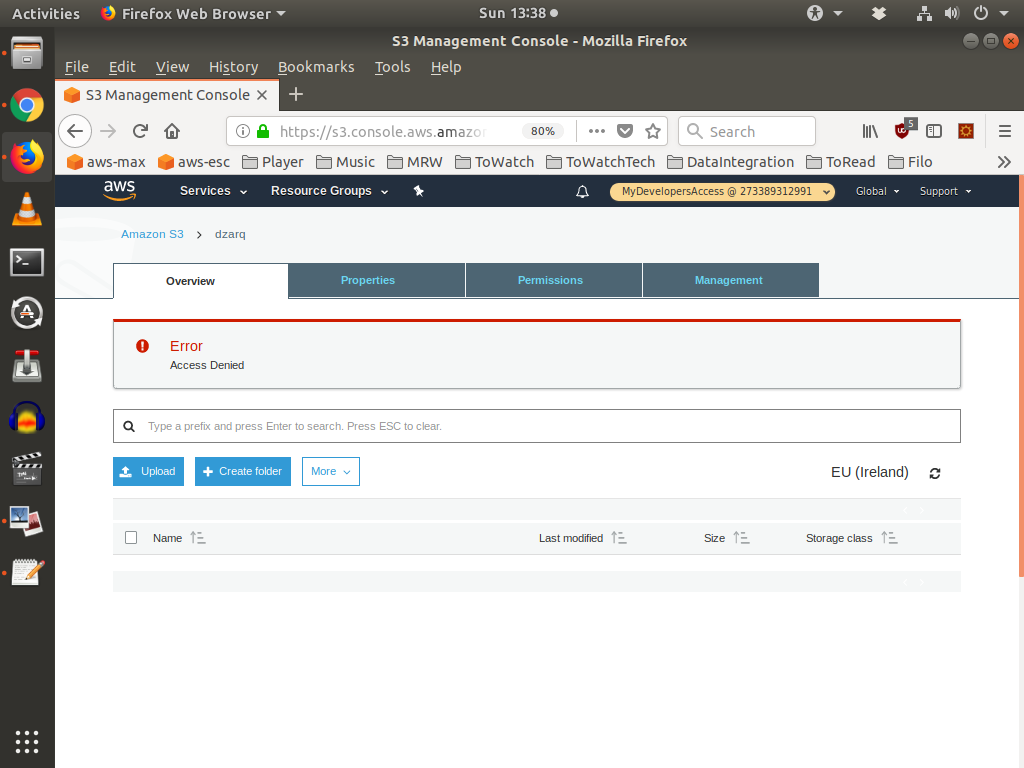 Activities Firefox Web Browser Sun 13:38
S3 Management Console - Mozilla Firefox
File Edit View History Bookmarks Tools Help
S3 Management Console
https://s3.console.aws.amazo 80% Search 5
aws-max aws-esc Player Music MRW ToWatch ToWatchTech DataIntegration ToRead Filo
aws Services Resource Groups MyDevelopersAccess @ 273389312991 Global Support
Amazon S3 > dzarq
Overview Properties Permissions Management
Error
Access Denied
Type a prefix and press Enter to search. Press ESC to clear.
Upload + Create folder More EU (Ireland)
Name Last modified Size Storage class